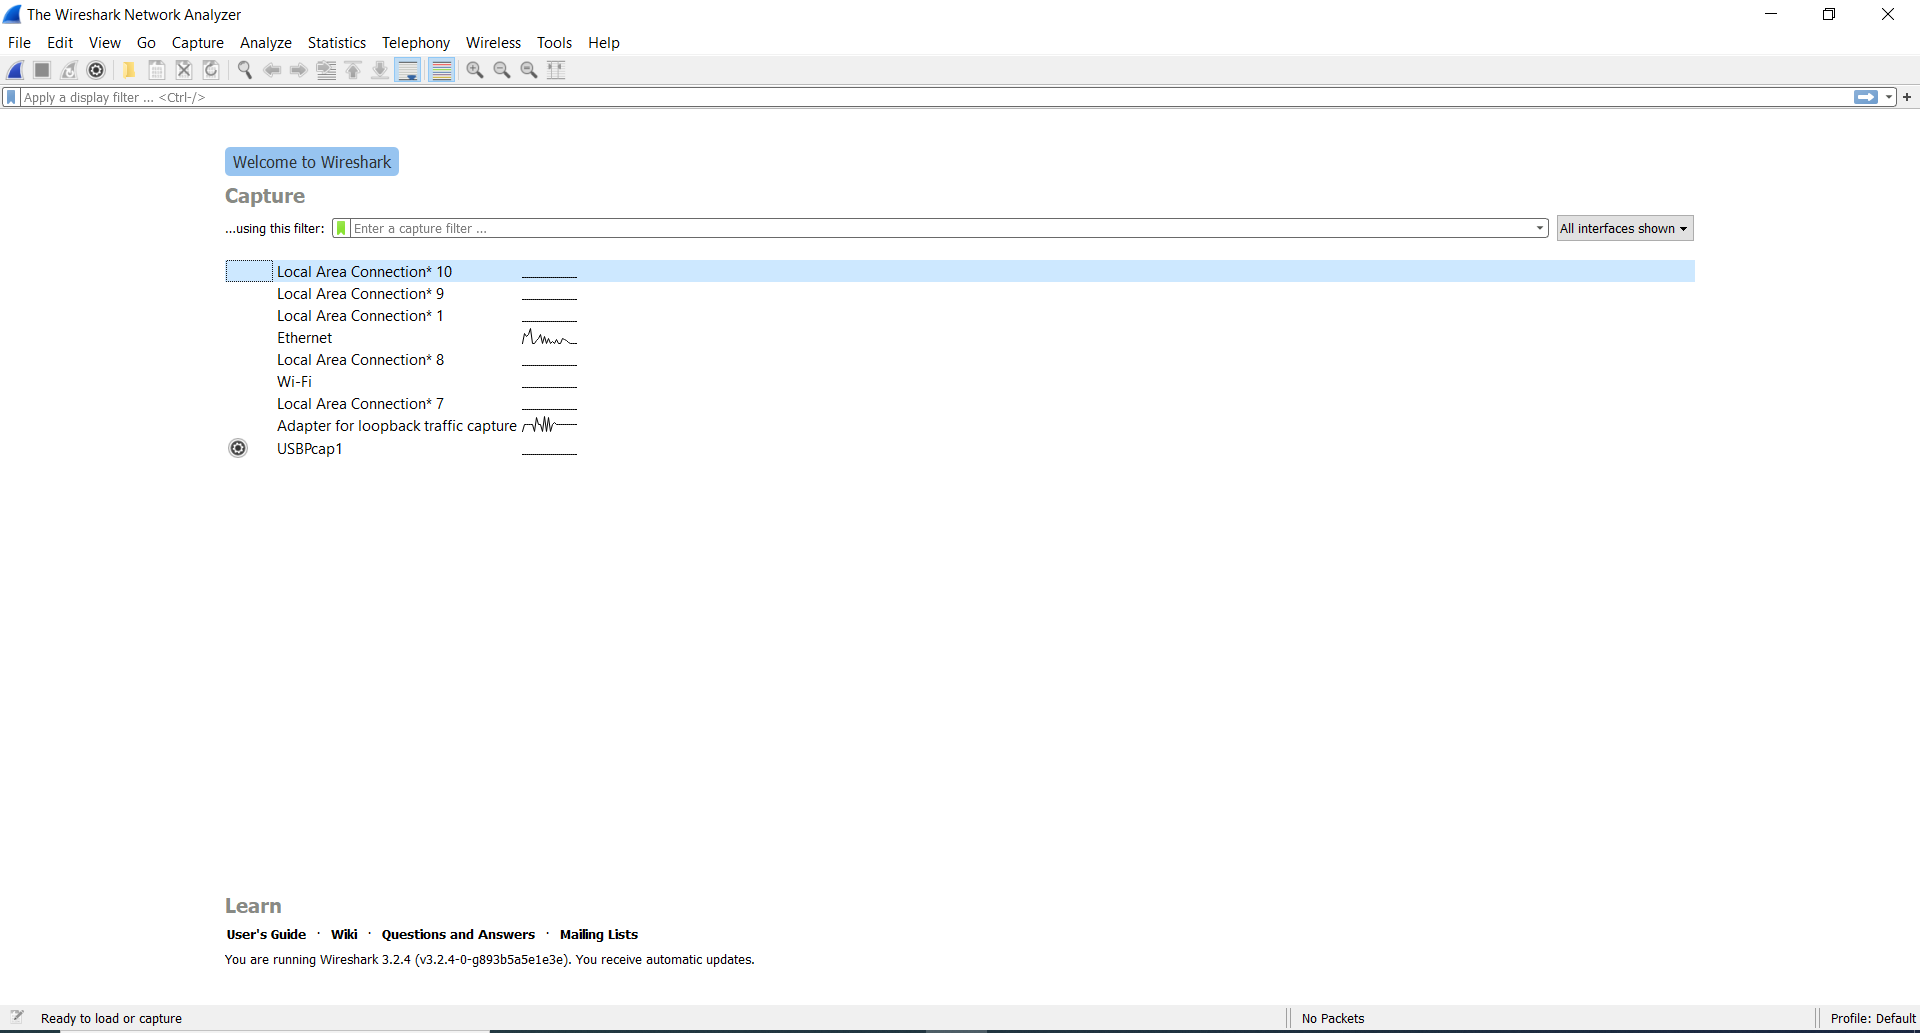 The Wireshark Network Analyzer
File Edit View Go Capture Analyze Statistics Telephony Wireless Tools Help
Apply a display filter ... <Ctrl-/>
+
Welcome to Wireshark
Capture
...using this filter: Enter a capture filter ... All interfaces shown
Local Area Connection* 10
Local Area Connection* 9
Local Area Connection* 1
Ethernet
Local Area Connection* 8
Wi-Fi
Local Area Connection* 7
Adapter for loopback traffic capture
USBPcap1
Learn
User's Guide · Wiki · Questions and Answers · Mailing Lists
You are running Wireshark 3.2.4 (v3.2.4-0-g893b5a5e1e3e). You receive automatic updates.
Ready to load or capture No Packets Profile: Default